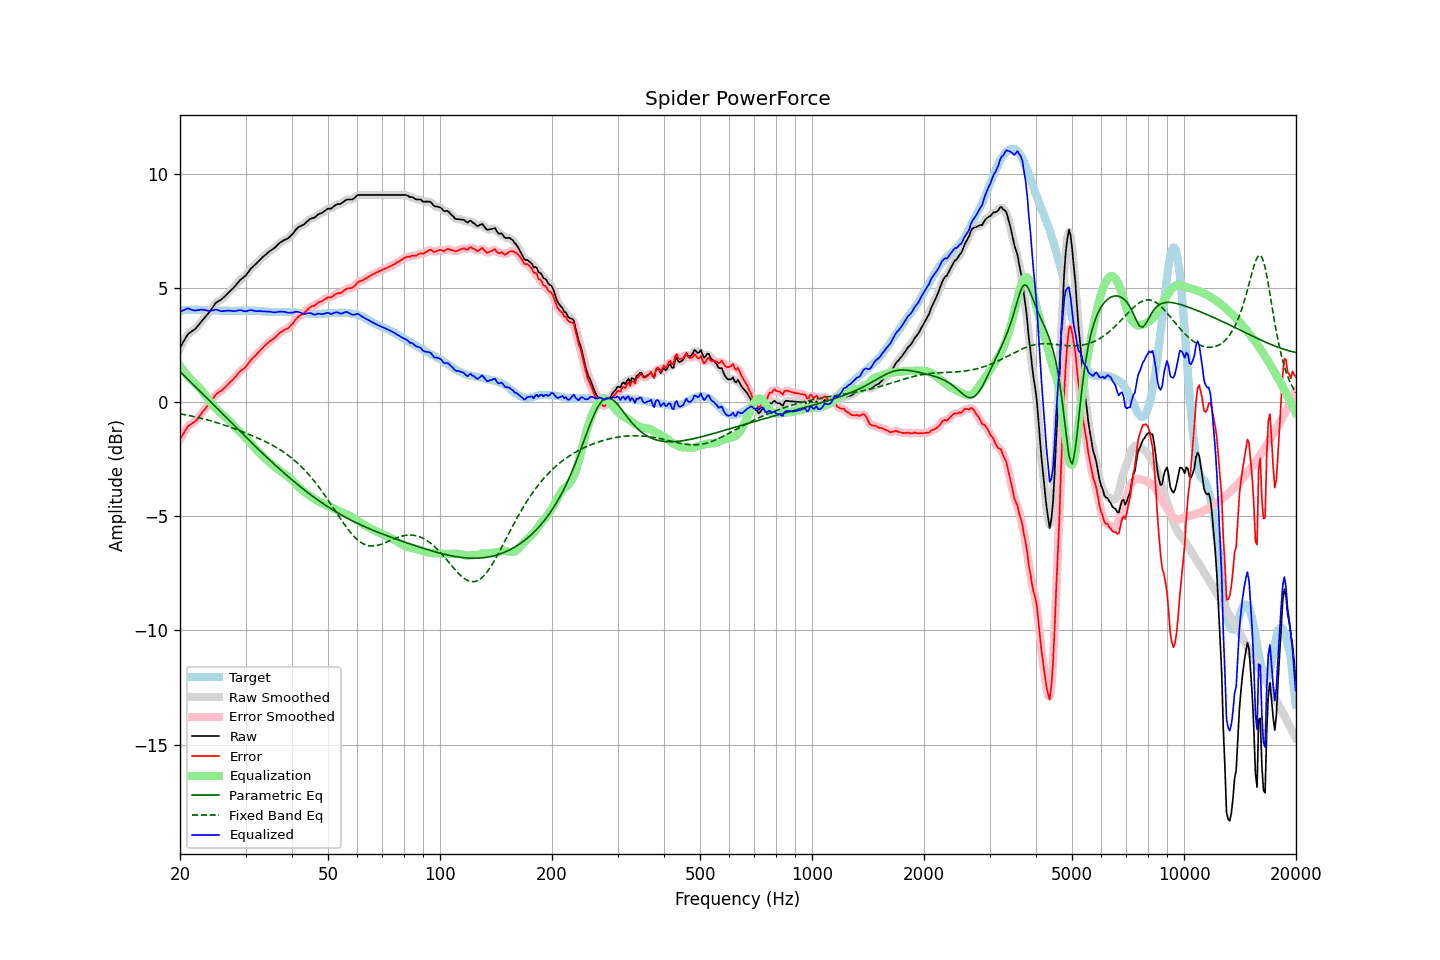 Spider PowerForce
Amplitude (dBr)
10
5
0
−5
−10
−15
Target
Raw Smoothed
Error Smoothed
Raw
Error
Equalization
Parametric Eq
Fixed Band Eq
Equalized
20 50 100 200 500 1000 2000 5000 10000 20000
Frequency (Hz)